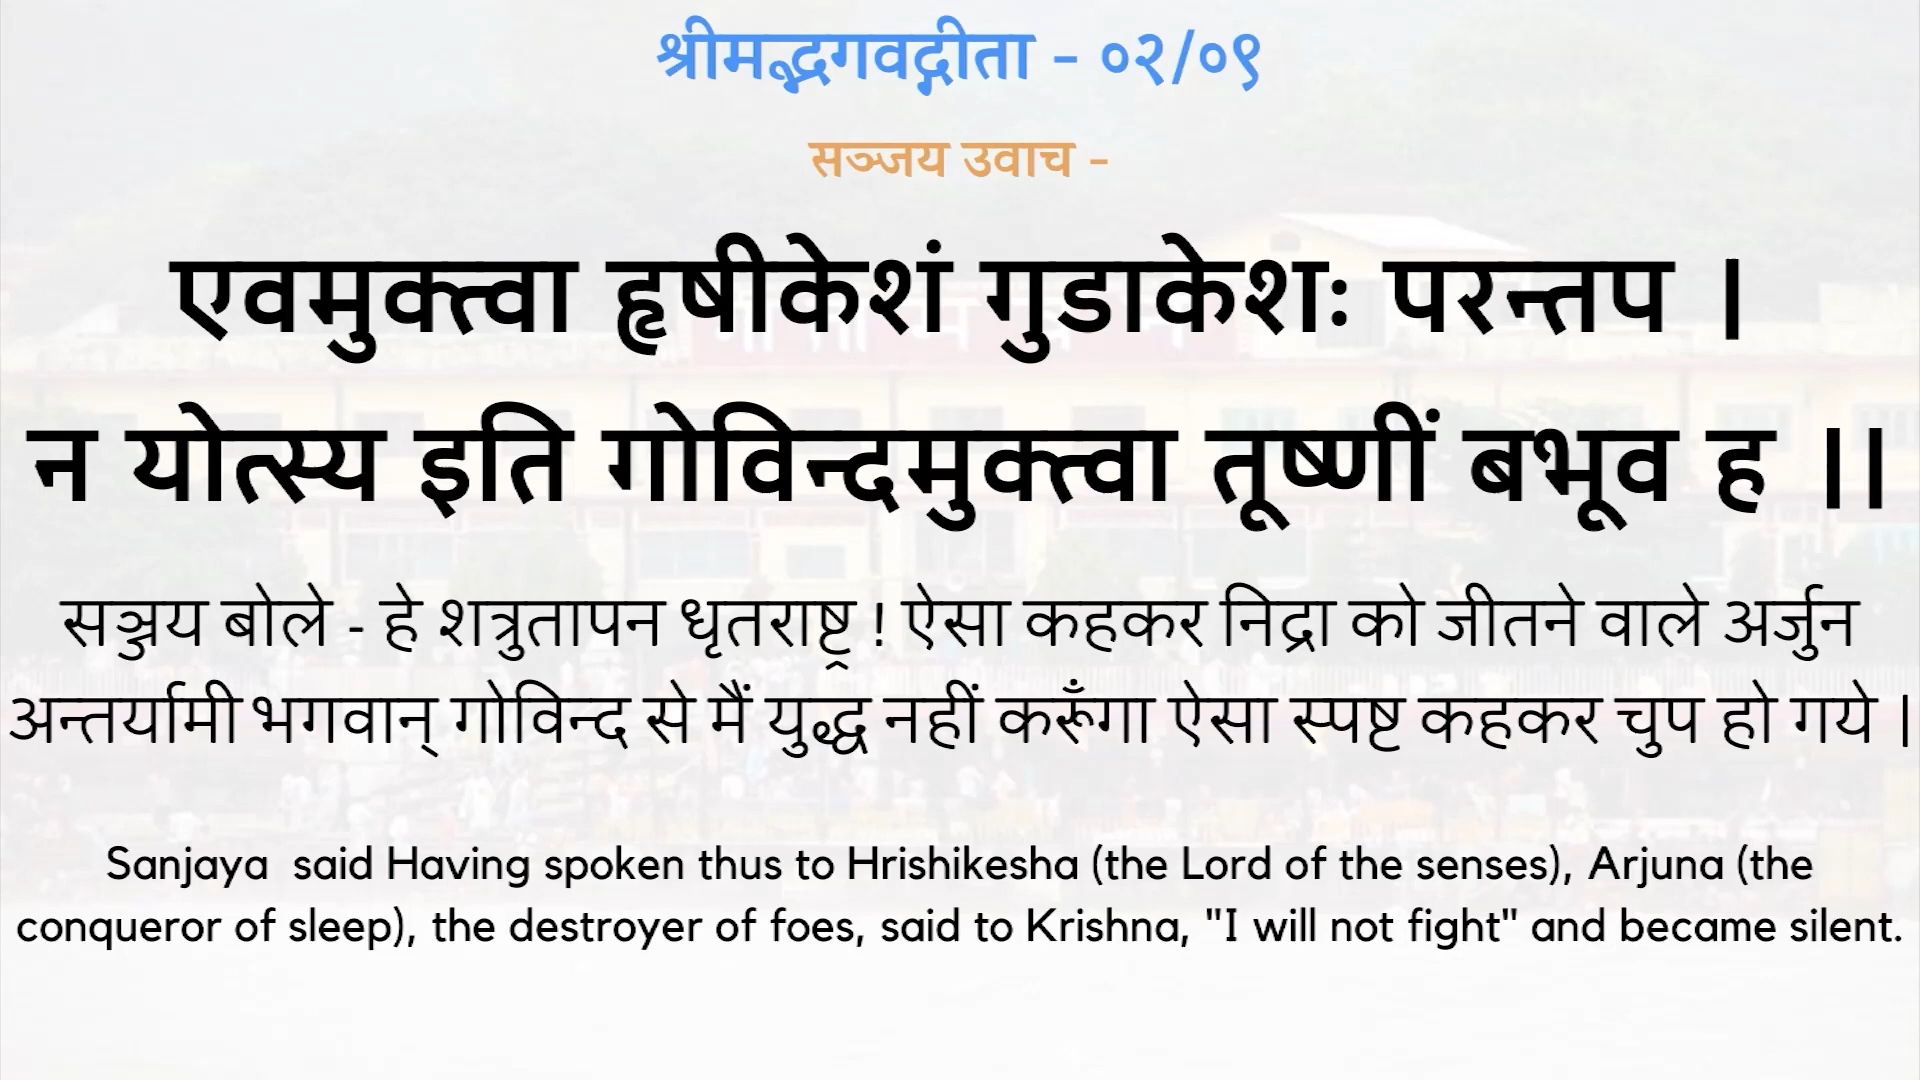 श्रीमद्भगवद्गीता - ०२/०९
सञ्जय उवाच -
एवमुक्त्वा हृषीकेशं गुडाकेशः परन्तप ।
न योत्स्य इति गोविन्दमुक्त्वा तूष्णीं बभूव ह ।।
सञ्जय बोले - हे शत्रुतापन धृतराष्ट्र ! ऐसा कहकर निद्रा को जीतने वाले अर्जुन
अन्तर्यामी भगवान् गोविन्द से मैं युद्ध नहीं करूँगा ऐसा स्पष्ट कहकर चुप हो गये ।
Sanjaya  said Having spoken thus to Hrishikesha (the Lord of the senses), Arjuna (the
conqueror of sleep), the destroyer of foes, said to Krishna, "I will not fight" and became silent.